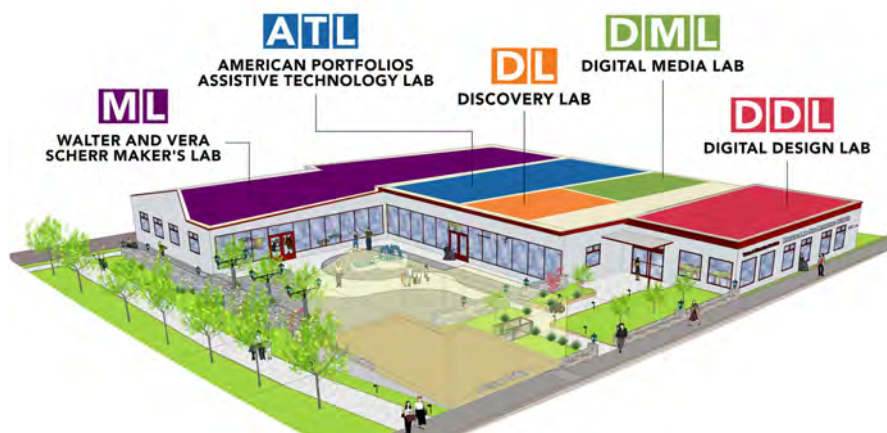 ATL
AMERICAN PORTFOLIOS
ASSISTIVE TECHNOLOGY LAB
DML
DIGITAL MEDIA LAB
DL
DISCOVERY LAB
ML
WALTER AND VERA
SCHERR MAKER'S LAB
DDL
DIGITAL DESIGN LAB